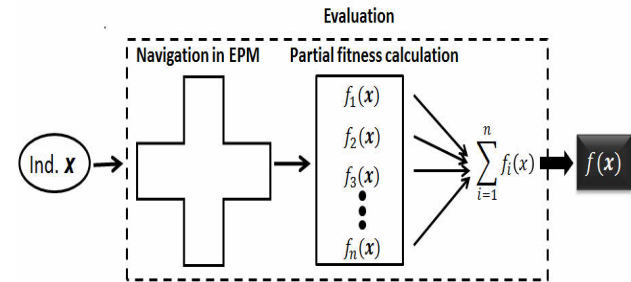 Evaluation
Navigation in EPM
Partial fitness calculation
Ind. x
f₁(x)
f₂(x)
f₃(x)
fₙ(x)
n
∑ fᵢ(x)
i=1
f(x)